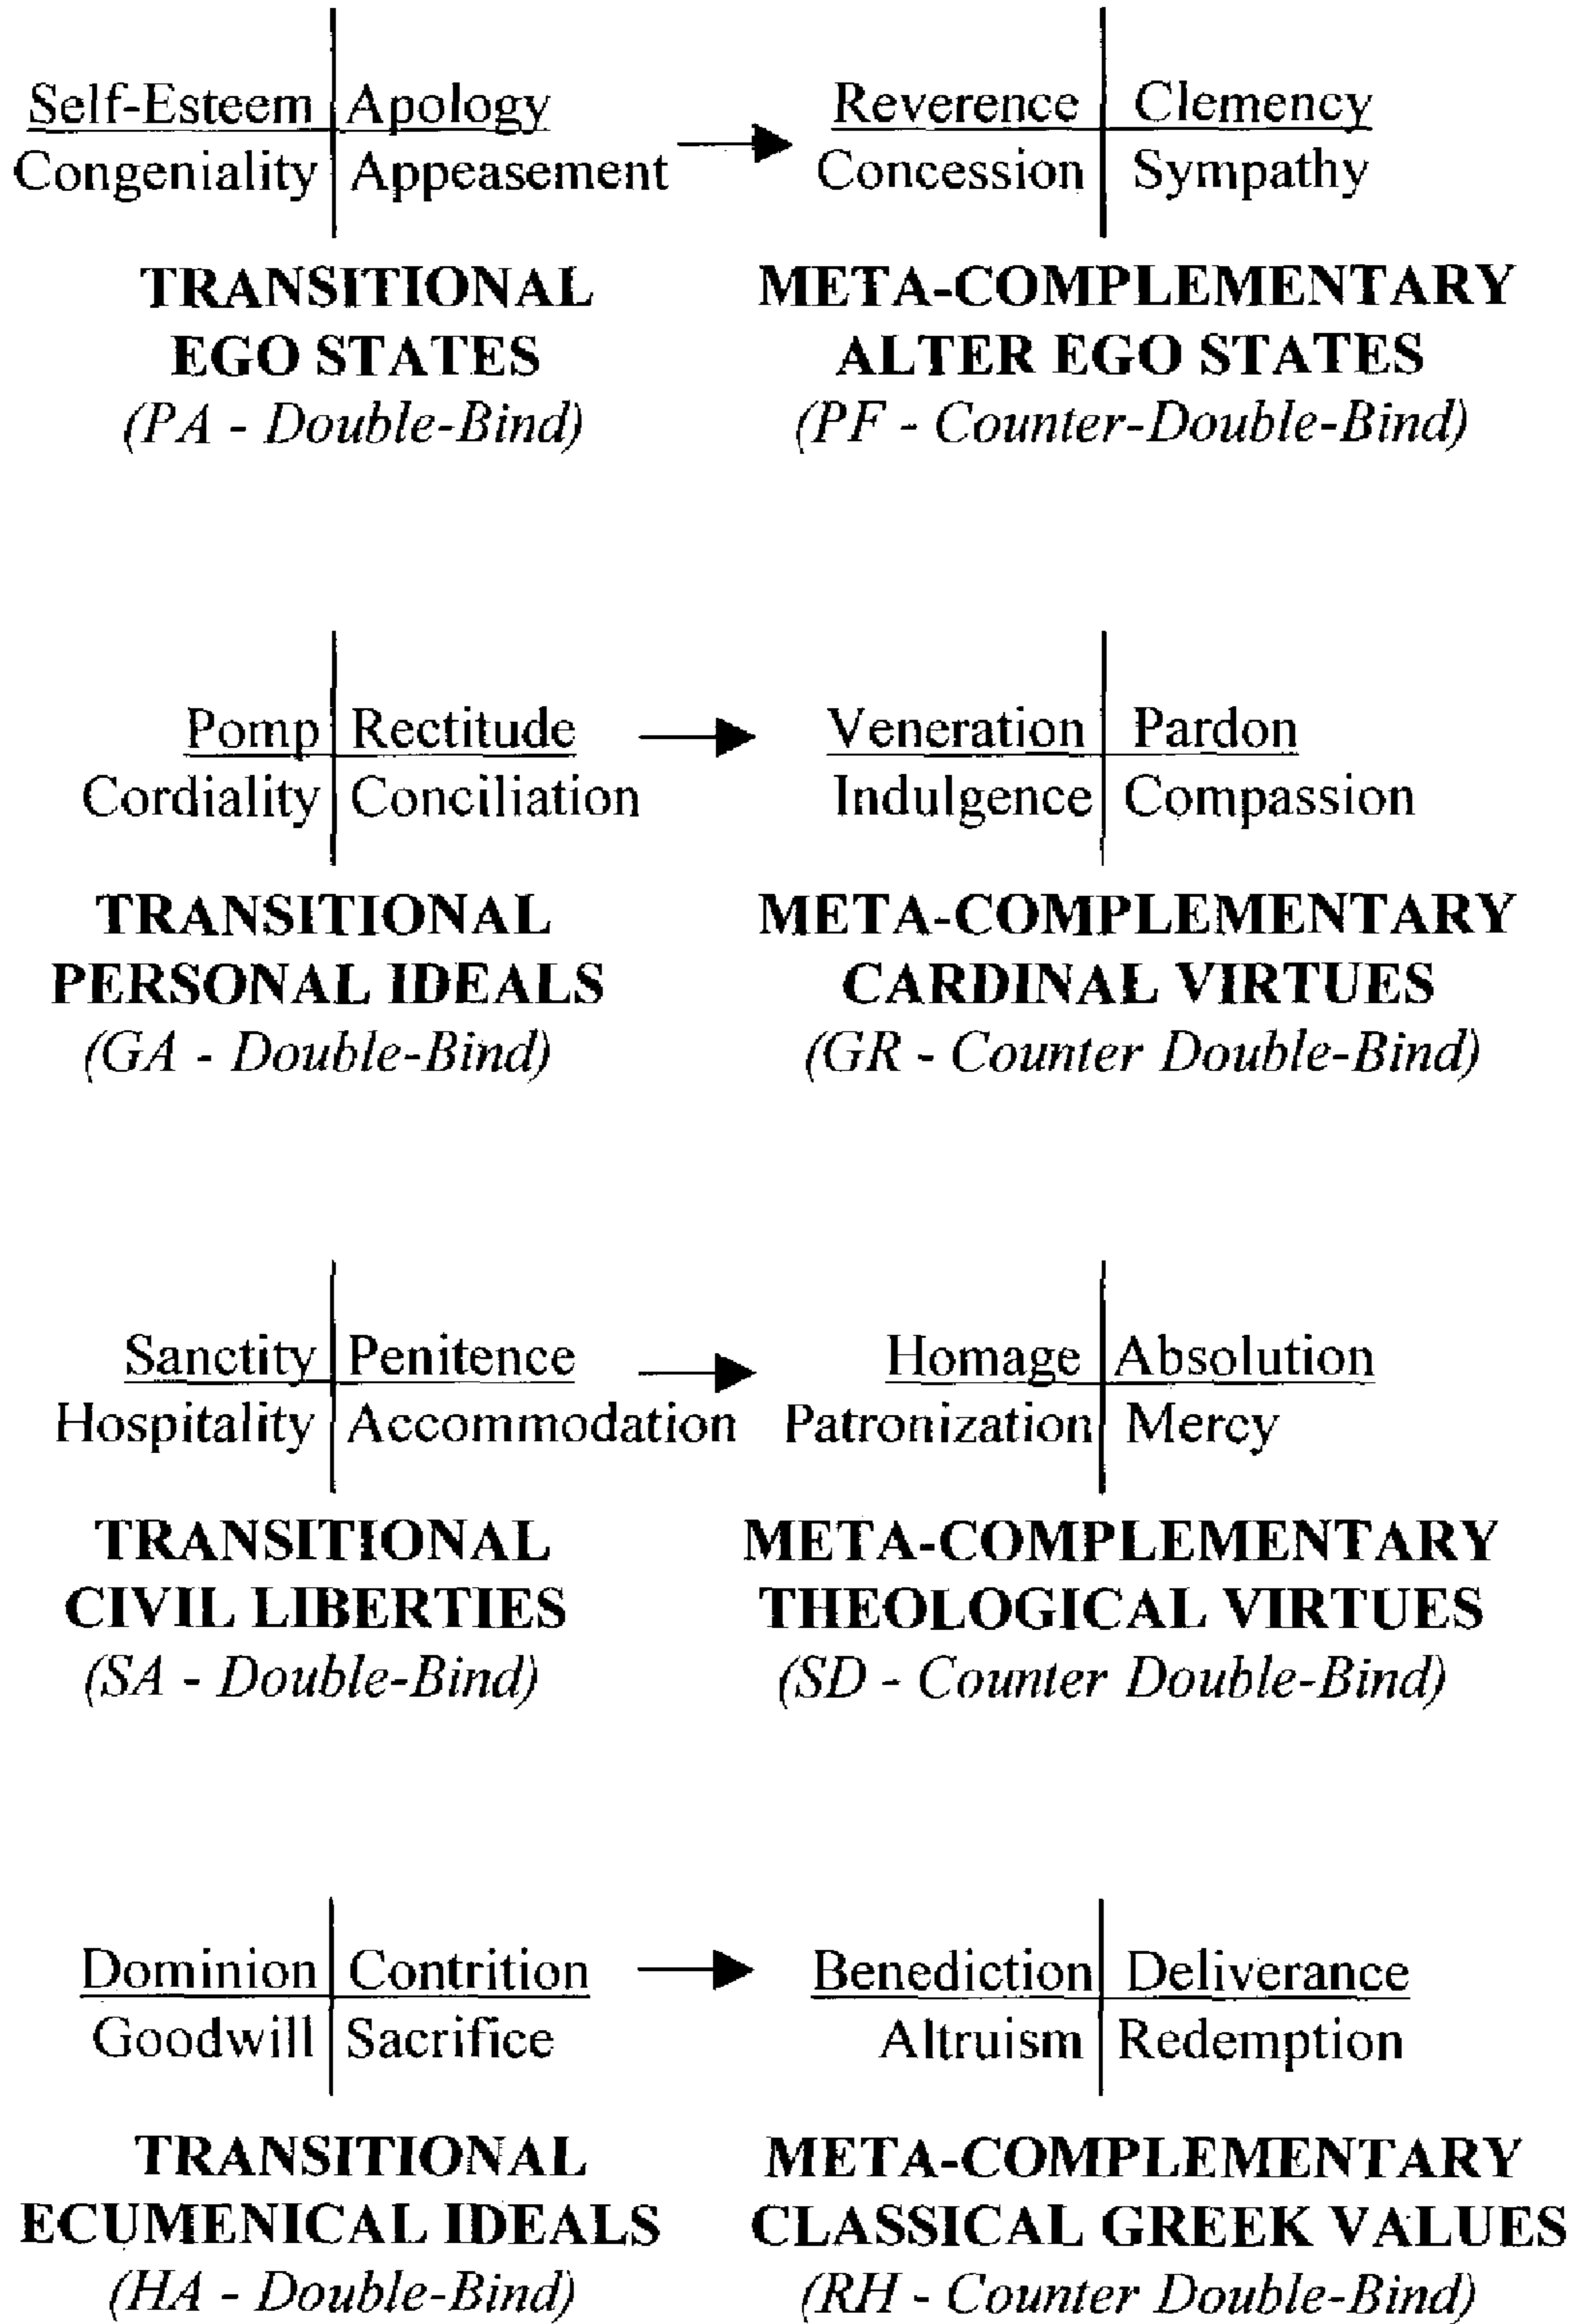 Self-Esteem Apology Reverence Clemency
Congeniality Appeasement Concession Sympathy
TRANSITIONAL META-COMPLEMENTARY
EGO STATES ALTER EGO STATES
(PA - Double-Bind) (PF - Counter-Double-Bind)
Pomp Rectitude Veneration Pardon
Cordiality Conciliation Indulgence Compassion
TRANSITIONAL META-COMPLEMENTARY
PERSONAL IDEALS CARDINAL VIRTUES
(GA - Double-Bind) (GR - Counter Double-Bind)
Sanctity Penitence Homage Absolution
Hospitality Accommodation Patronization Mercy
TRANSITIONAL META-COMPLEMENTARY
CIVIL LIBERTIES THEOLOGICAL VIRTUES
(SA - Double-Bind) (SD - Counter Double-Bind)
Dominion Contrition Benediction Deliverance
Goodwill Sacrifice Altruism Redemption
TRANSITIONAL META-COMPLEMENTARY
ECUMENICAL IDEALS CLASSICAL GREEK VALUES
(HA - Double-Bind) (RH - Counter Double-Bind)